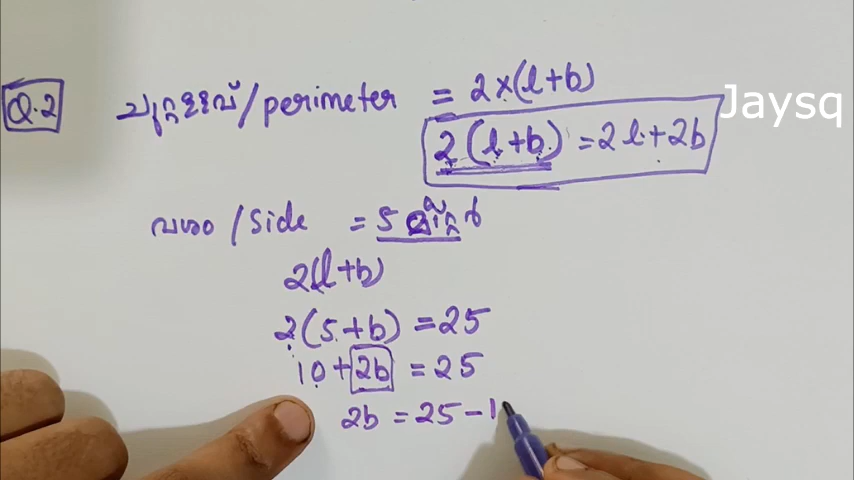 Q.2 ചുറ്റളവ്/perimeter = 2×(l+b)
Jaysq
2(l+b) = 2l+2b
വശം/Side = 5 മീറ്റർ
2(l+b)
2(5+b) = 25
10+2b = 25
2b = 25-1